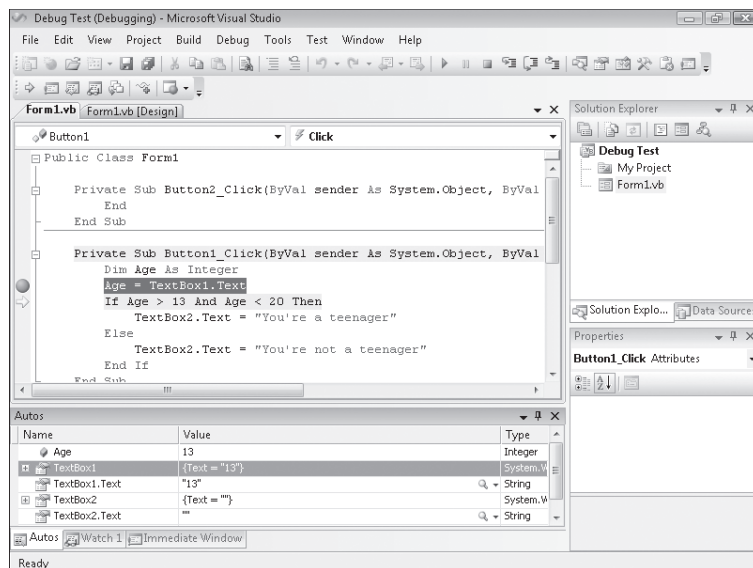 Debug Test (Debugging) - Microsoft Visual Studio
File Edit View Project Build Debug Tools Test Window Help
Form1.vb Form1.vb [Design]
Button1 Click
Public Class Form1
Private Sub Button2_Click(ByVal sender As System.Object, ByVal
End
End Sub
Private Sub Button1_Click(ByVal sender As System.Object, ByVal
Dim Age As Integer
Age = TextBox1.Text
If Age > 13 And Age < 20 Then
TextBox2.Text = "You're a teenager"
Else
TextBox2.Text = "You're not a teenager"
End If
End Sub
Solution Explorer
Debug Test
My Project
Form1.vb
Solution Explo... Data Source
Properties
Button1_Click Attributes
Autos
Name Value Type
Age 13 Integer
TextBox1 {Text = "13"} System.W
TextBox1.Text "13" String
TextBox2 {Text = ""} System.W
TextBox2.Text "" String
Autos Watch 1 Immediate Window
Ready